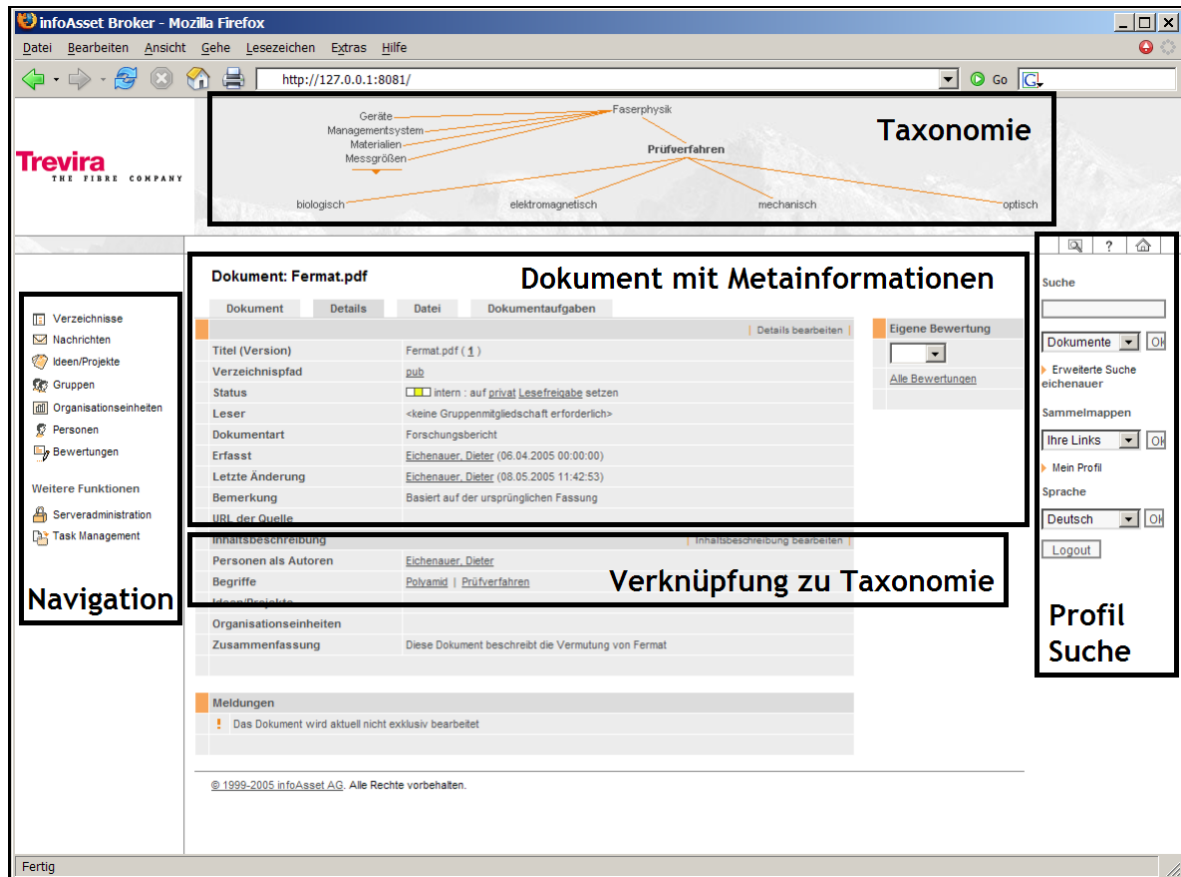 infoAsset Broker - Mozilla Firefox
Datei Bearbeiten Ansicht Gehe Lesezeichen Extras Hilfe
http://127.0.0.1:8081/ Go G
Trevira
THE FIBRE COMPANY
Taxonomie
Faserphysik
Geräte
Managementsystem
Materialien
Messgrößen
Prüfverfahren
biologisch elektromagnetisch mechanisch optisch
Navigation
Verzeichnisse
Nachrichten
Ideen/Projekte
Gruppen
Organisationseinheiten
Personen
Bewertungen
Weitere Funktionen
Serveradministration
Task Management
Dokument: Fermat.pdf
Dokument mit Metainformationen
Dokument Details Datei Dokumentaufgaben
| Details bearbeiten |
Titel (Version) Fermat.pdf ( 1 )
Verzeichnispfad pub
Status intern : auf privat Lesefreigabe setzen
Leser <keine Gruppenmitgliedschaft erforderlich>
Dokumentart Forschungsbericht
Erfasst Eichenauer, Dieter (06.04.2005 00:00:00)
Letzte Änderung Eichenauer, Dieter (08.05.2005 11:42:53)
Bemerkung Basiert auf der ursprünglichen Fassung
URL der Quelle
Inhaltsbeschreibung | Inhaltsbeschreibung bearbeiten |
Personen als Autoren Eichenauer, Dieter
Begriffe Polyamid | Prüfverfahren
Verknüpfung zu Taxonomie
Ideen/Projekte
Organisationseinheiten
Zusammenfassung Diese Dokument beschreibt die Vermutung von Fermat
Meldungen
! Das Dokument wird aktuell nicht exklusiv bearbeitet
© 1999-2005 infoAsset AG. Alle Rechte vorbehalten.
Eigene Bewertung
Alle Bewertungen
?
Suche
Dokumente OK
Erweiterte Suche
eichenauer
Sammelmappen
Ihre Links OK
Mein Profil
Sprache
Deutsch OK
Logout
Profil
Suche
Fertig